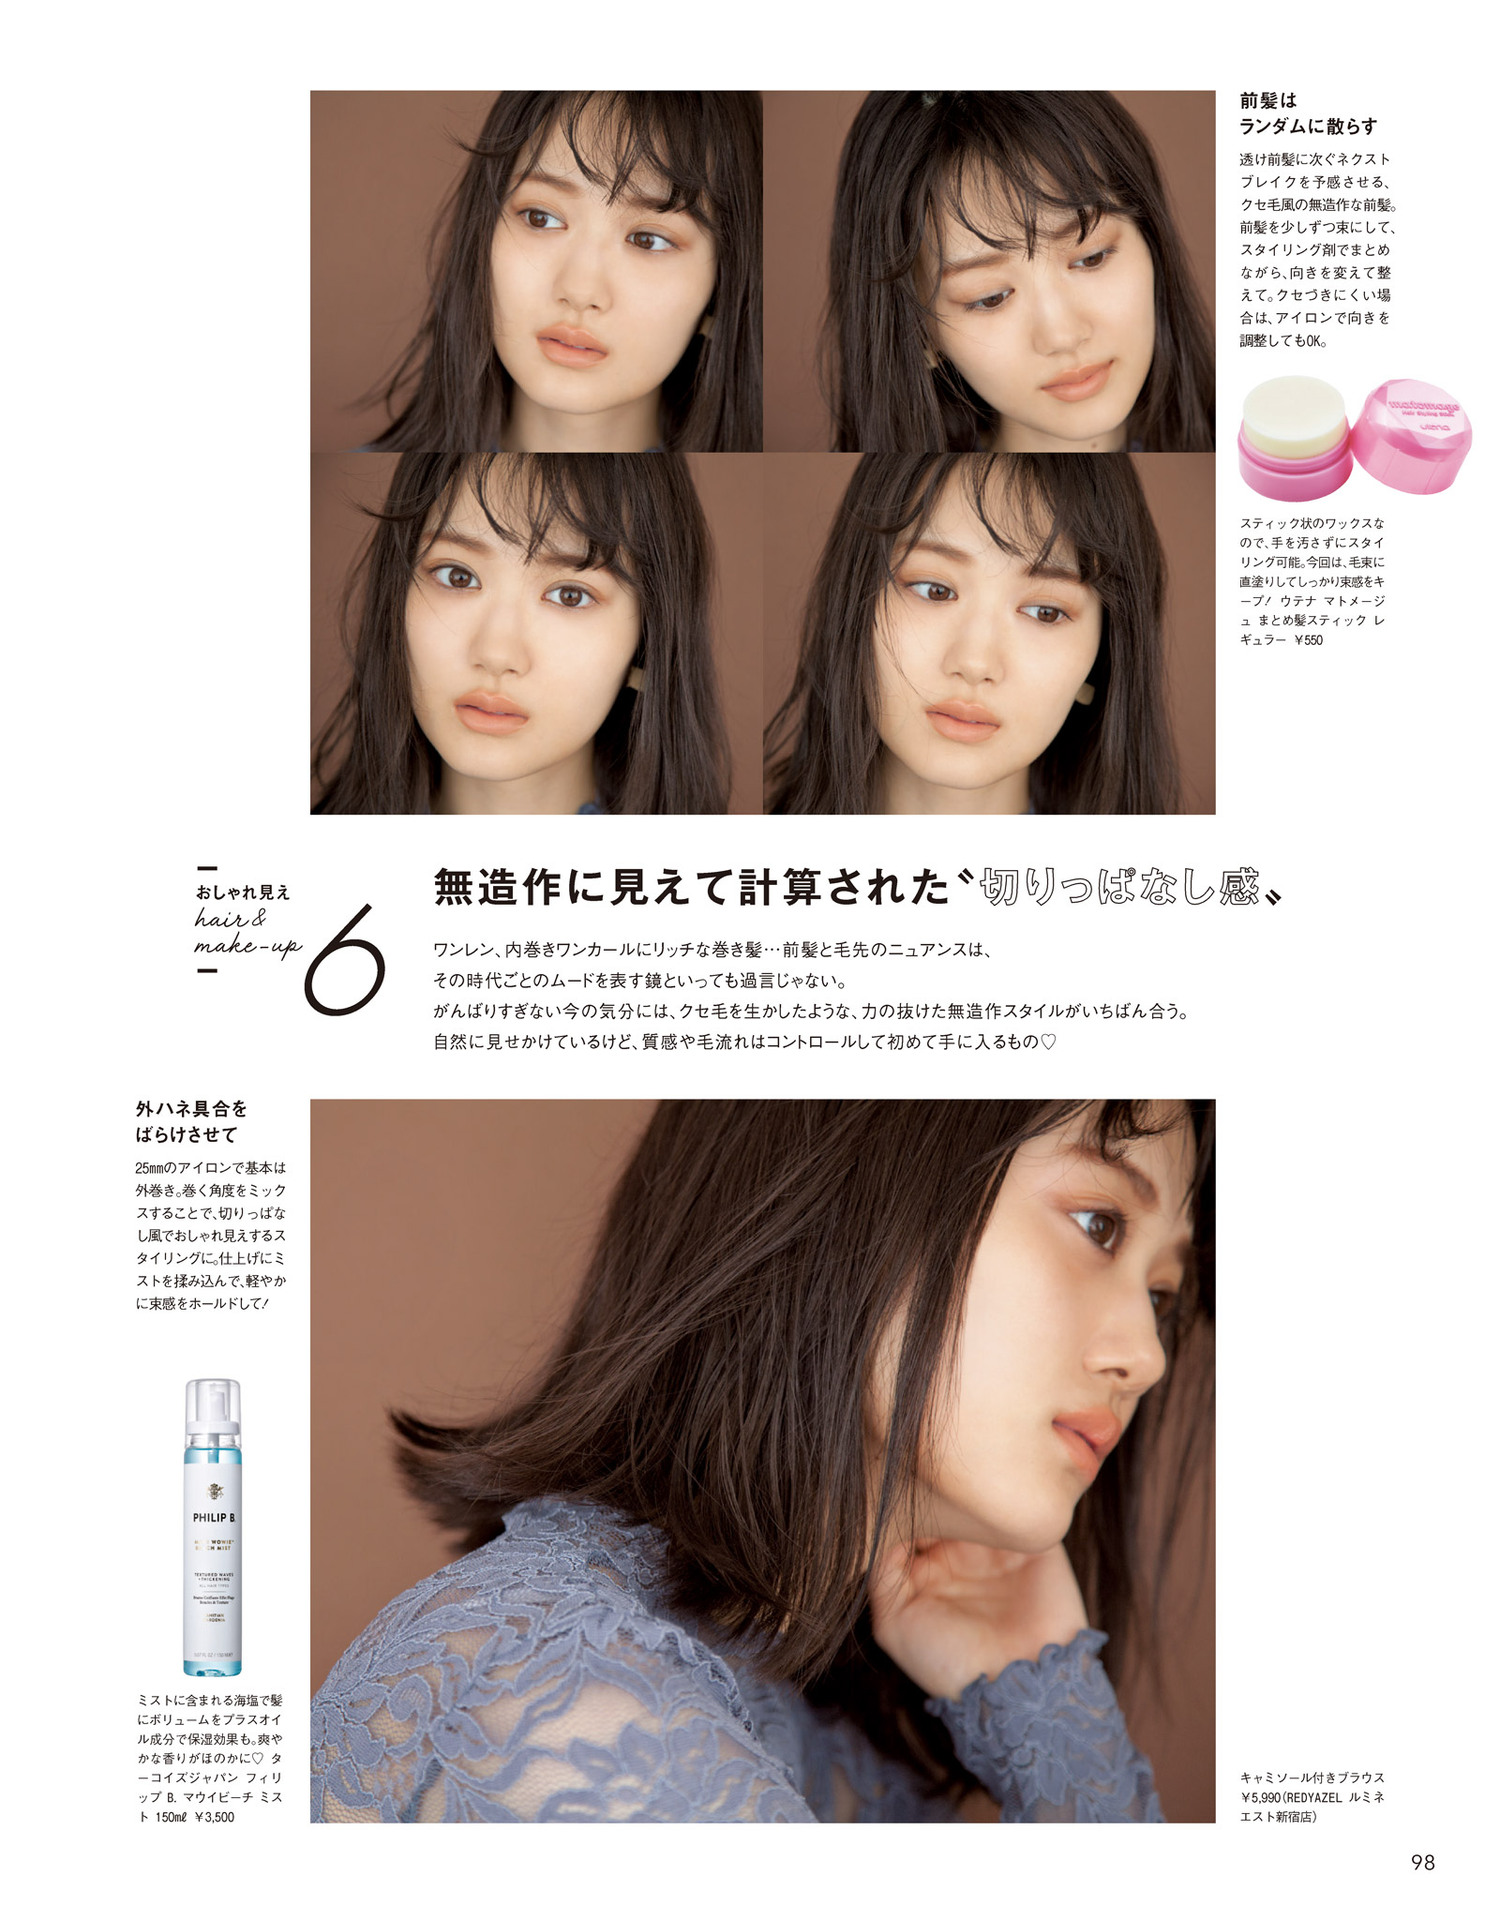 前髪は
ランダムに散らす
透け前髪に次ぐネクスト
ブレイクを予感させる、
クセ毛風の無造作な前髪。
前髪を少しずつ束にして、
スタイリング剤でまとめ
ながら、向きを変えて整
えて。クセづきにくい場
合は、アイロンで向きを
調整してもOK。
matomage
Hair Styling Stick
utena
スティック状のワックスな
ので、手を汚さずにスタイ
リング可能。今回は、毛束に
直塗りしてしっかり束感をキ
ープ! ウテナ マトメージ
ュ まとめ髪スティック レ
ギュラー ¥550
おしゃれ見え
hair &
make-up
6
無造作に見えて計算された〝切りっぱなし感〟
ワンレン、内巻きワンカールにリッチな巻き髪…前髪と毛先のニュアンスは、
その時代ごとのムードを表す鏡といっても過言じゃない。
がんばりすぎない今の気分には、クセ毛を生かしたような、力の抜けた無造作スタイルがいちばん合う。
自然に見せかけているけど、質感や毛流れはコントロールして初めて手に入るもの♡
外ハネ具合を
ばらけさせて
25mmのアイロンで基本は
外巻き。巻く角度をミック
スすることで、切りっぱな
し風でおしゃれ見えするス
タイリングに。仕上げにミ
ストを揉み込んで、軽やか
に束感をホールドして!
PHILIP B.
TEXTURED WAVES
+THICKENING
ALL HAIR TYPES
ミストに含まれる海塩で髪
にボリュームをプラスオイ
ル成分で保湿効果も。爽や
かな香りがほのかに♡ タ
ーコイズジャパン フィリ
ップ B. マウイビーチ ミス
ト 150㎖ ¥3,500
キャミソール付きブラウス
¥5,990(REDYAZEL ルミネ
エスト新宿店)
98